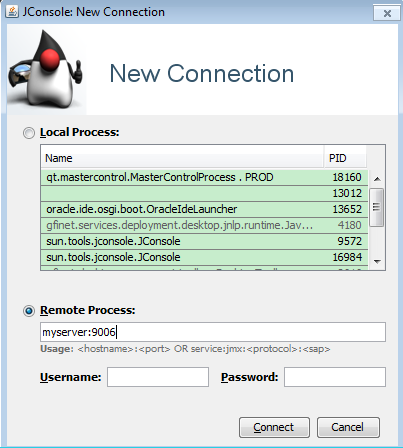 JConsole: New Connection
New Connection
Local Process:
Name PID
qt.mastercontrol.MasterControlProcess . PROD 18160
13012
oracle.ide.osgi.boot.OracleIdeLauncher 13652
gfinet.services.deployment.desktop.jnlp.runtime.Jav... 4180
sun.tools.jconsole.JConsole 9572
sun.tools.jconsole.JConsole 16984
Remote Process:
myserver:9006
Usage: <hostname>:<port> OR service:jmx:<protocol>:<sap>
Username: Password:
Connect Cancel